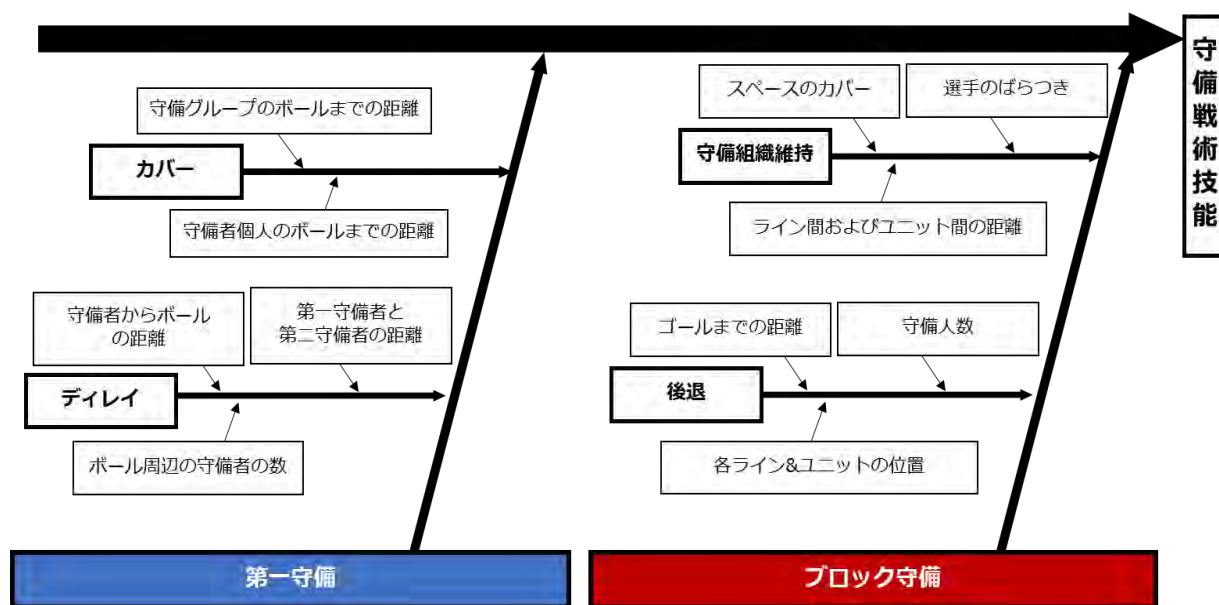 守備戦術技能
スペースのカバー
選手のばらつき
守備グループのボールまでの距離
守備組織維持
カバー
ライン間およびユニット間の距離
守備者個人のボールまでの距離
守備者からボール
の距離
第一守備者と
第二守備者の距離
ゴールまでの距離
守備人数
ディレイ
後退
ボール周辺の守備者の数
各ライン&ユニットの位置
第一守備
ブロック守備